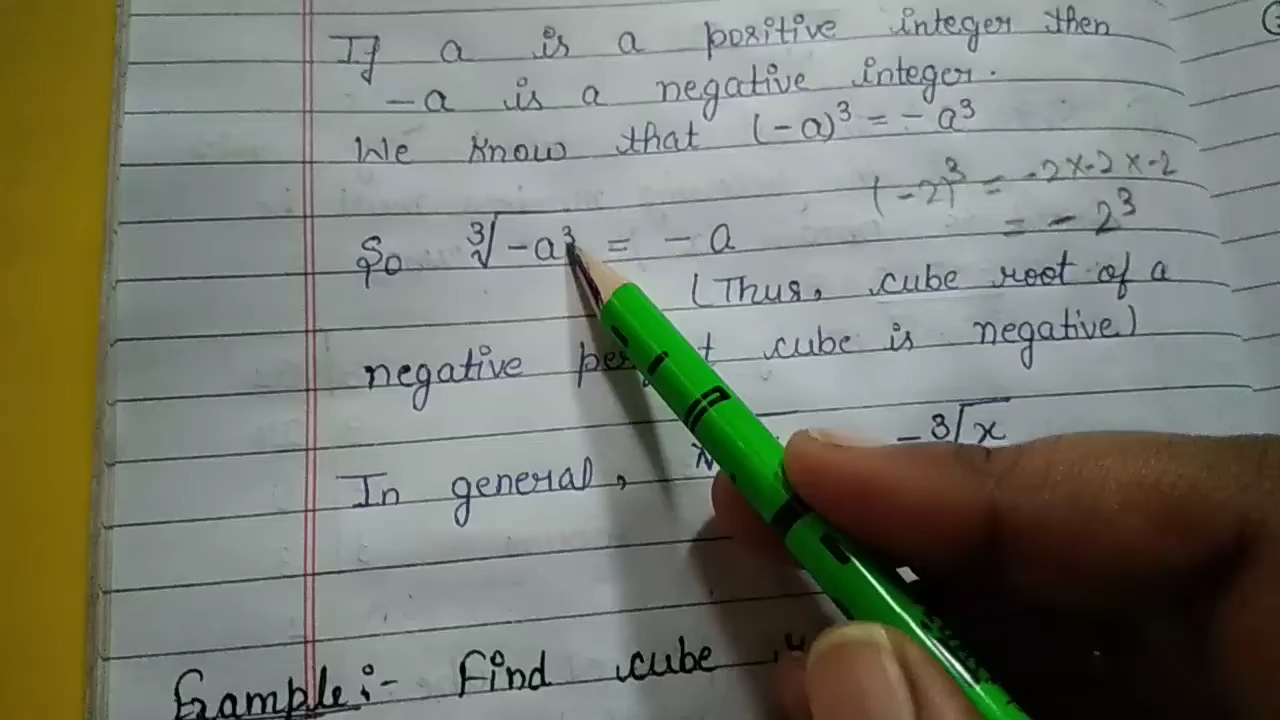 If a is a positive integer then
-a is a negative integer.
We know that (-a)³ = -a³
(-2)³ = -2×-2×-2
= -2³
So ∛-a³ = -a
(Thus, cube root of a
negative cube is negative)
-∛x
In general,
Example:- Find cube